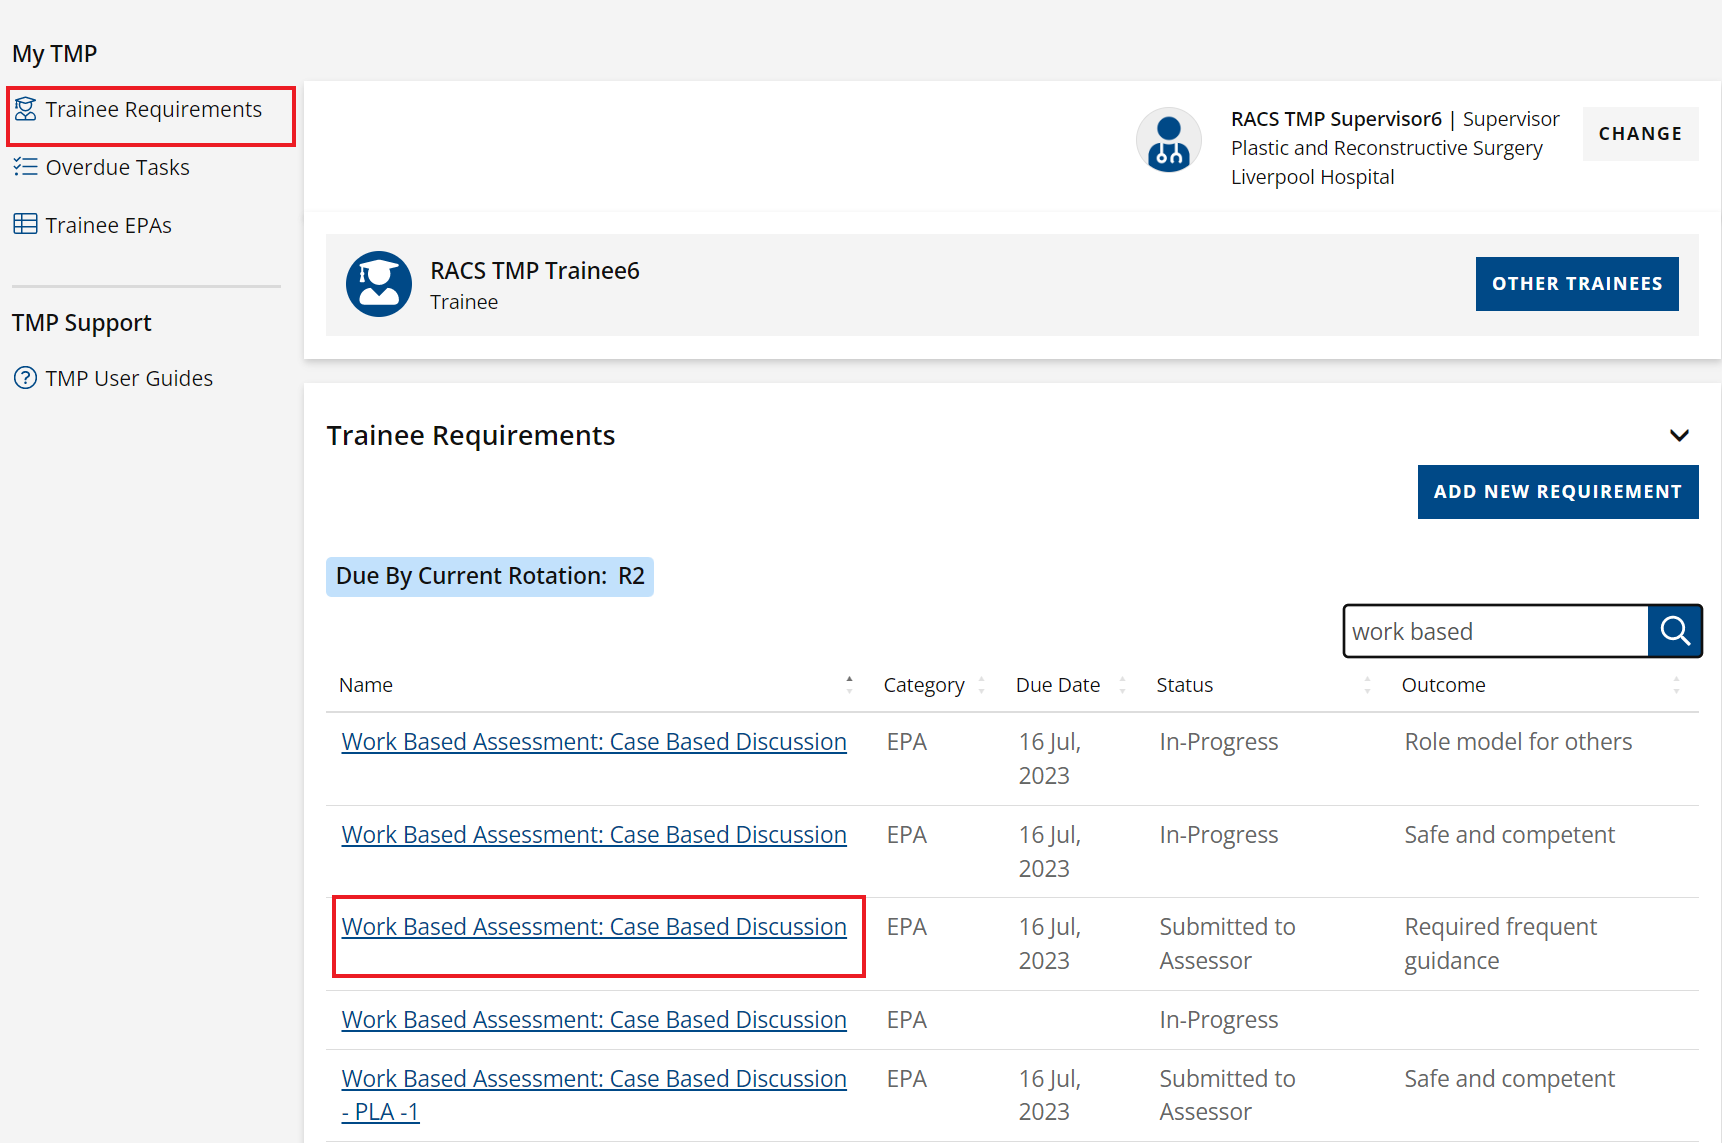 My TMP
Trainee Requirements
Overdue Tasks
Trainee EPAs
TMP Support
TMP User Guides
RACS TMP Supervisor6 | Supervisor
Plastic and Reconstructive Surgery
Liverpool Hospital
CHANGE
RACS TMP Trainee6
Trainee
OTHER TRAINEES
Trainee Requirements
ADD NEW REQUIREMENT
Due By Current Rotation: R2
work based
Name Category Due Date Status Outcome
Work Based Assessment: Case Based Discussion EPA 16 Jul, In-Progress Role model for others
2023
Work Based Assessment: Case Based Discussion EPA 16 Jul, In-Progress Safe and competent
2023
Work Based Assessment: Case Based Discussion EPA 16 Jul, Submitted to Required frequent
2023 Assessor guidance
Work Based Assessment: Case Based Discussion EPA In-Progress
Work Based Assessment: Case Based Discussion EPA 16 Jul, Submitted to Safe and competent
- PLA -1 2023 Assessor